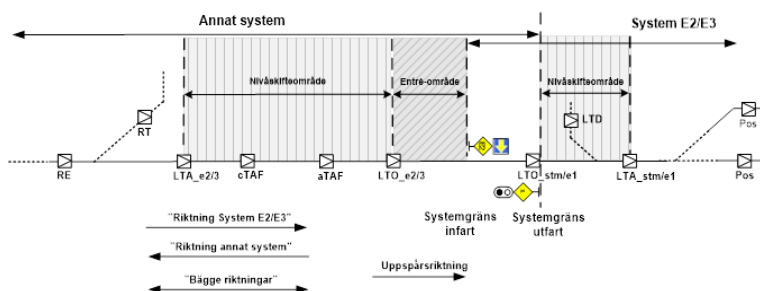 Annat system
System E2/E3
Nivåskifteområde
Entré-område
Nivåskifteområde
RT
LTD
Pos
RE
LTA_e2/3
cTAF
aTAF
LTO_e2/3
LTO_stm/e1
LTA_stm/e1
Pos
"Riktning System E2/E3"
Systemgräns
infart
Systemgräns
utfart
"Riktning annat system"
Uppspårsriktning
"Bägge riktningar"